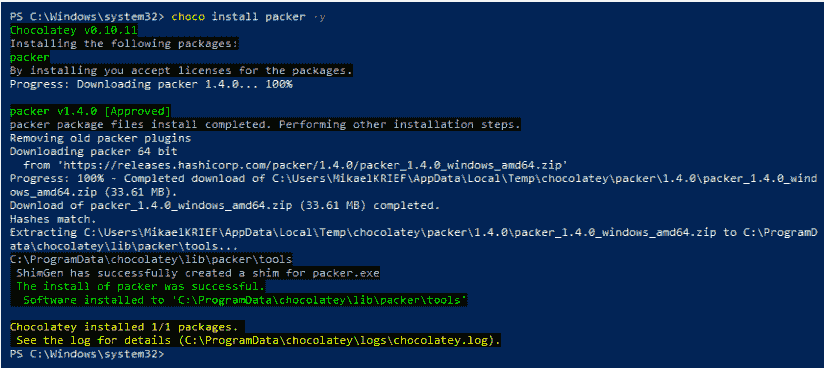 PS C:\Windows\system32> choco install packer -y
Chocolatey v0.10.11
Installing the following packages:
packer
By installing you accept licenses for the packages.
Progress: Downloading packer 1.4.0... 100%
packer v1.4.0 [Approved]
packer package files install completed. Performing other installation steps.
Removing old packer plugins
Downloading packer 64 bit
from 'https://releases.hashicorp.com/packer/1.4.0/packer_1.4.0_windows_amd64.zip'
Progress: 100% - Completed download of C:\Users\MikaelKRIEF\AppData\Local\Temp\chocolatey\packer\1.4.0\packer_1.4.0_wind
ows_amd64.zip (33.61 MB).
Download of packer_1.4.0_windows_amd64.zip (33.61 MB) completed.
Hashes match.
Extracting C:\Users\MikaelKRIEF\AppData\Local\Temp\chocolatey\packer\1.4.0\packer_1.4.0_windows_amd64.zip to C:\ProgramD
ata\chocolatey\lib\packer\tools...
C:\ProgramData\chocolatey\lib\packer\tools
ShimGen has successfully created a shim for packer.exe
The install of packer was successful.
Software installed to 'C:\ProgramData\chocolatey\lib\packer\tools'
Chocolatey installed 1/1 packages.
See the log for details (C:\ProgramData\chocolatey\logs\chocolatey.log).
PS C:\Windows\system32>